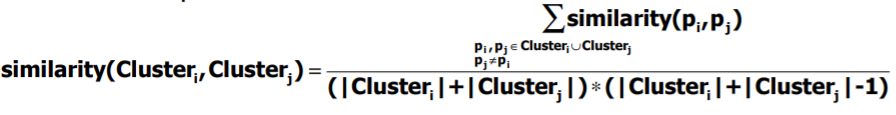 ∑similarity(pᵢ,pⱼ)
pᵢ,pⱼ∈Clusterᵢ∪Clusterⱼ
pⱼ≠pᵢ
similarity(Clusterᵢ,Clusterⱼ)=
(|Clusterᵢ|+|Clusterⱼ|)∗(|Clusterᵢ|+|Clusterⱼ|-1)